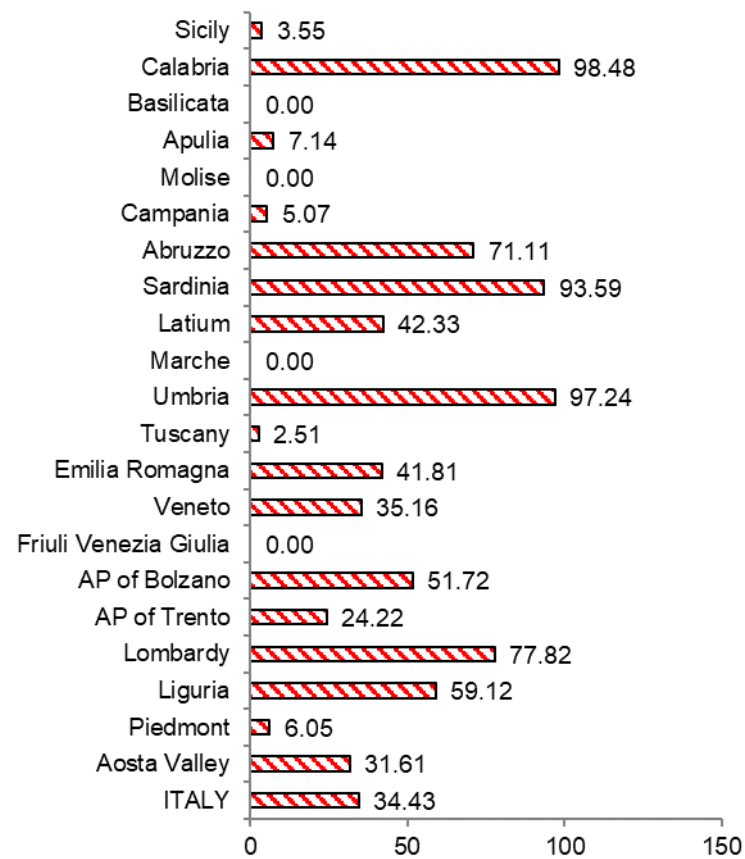 Sicily 3.55
Calabria 98.48
Basilicata 0.00
Apulia 7.14
Molise 0.00
Campania 5.07
Abruzzo 71.11
Sardinia 93.59
Latium 42.33
Marche 0.00
Umbria 97.24
Tuscany 2.51
Emilia Romagna 41.81
Veneto 35.16
Friuli Venezia Giulia 0.00
AP of Bolzano 51.72
AP of Trento 24.22
Lombardy 77.82
Liguria 59.12
Piedmont 6.05
Aosta Valley 31.61
ITALY 34.43
0 50 100 150